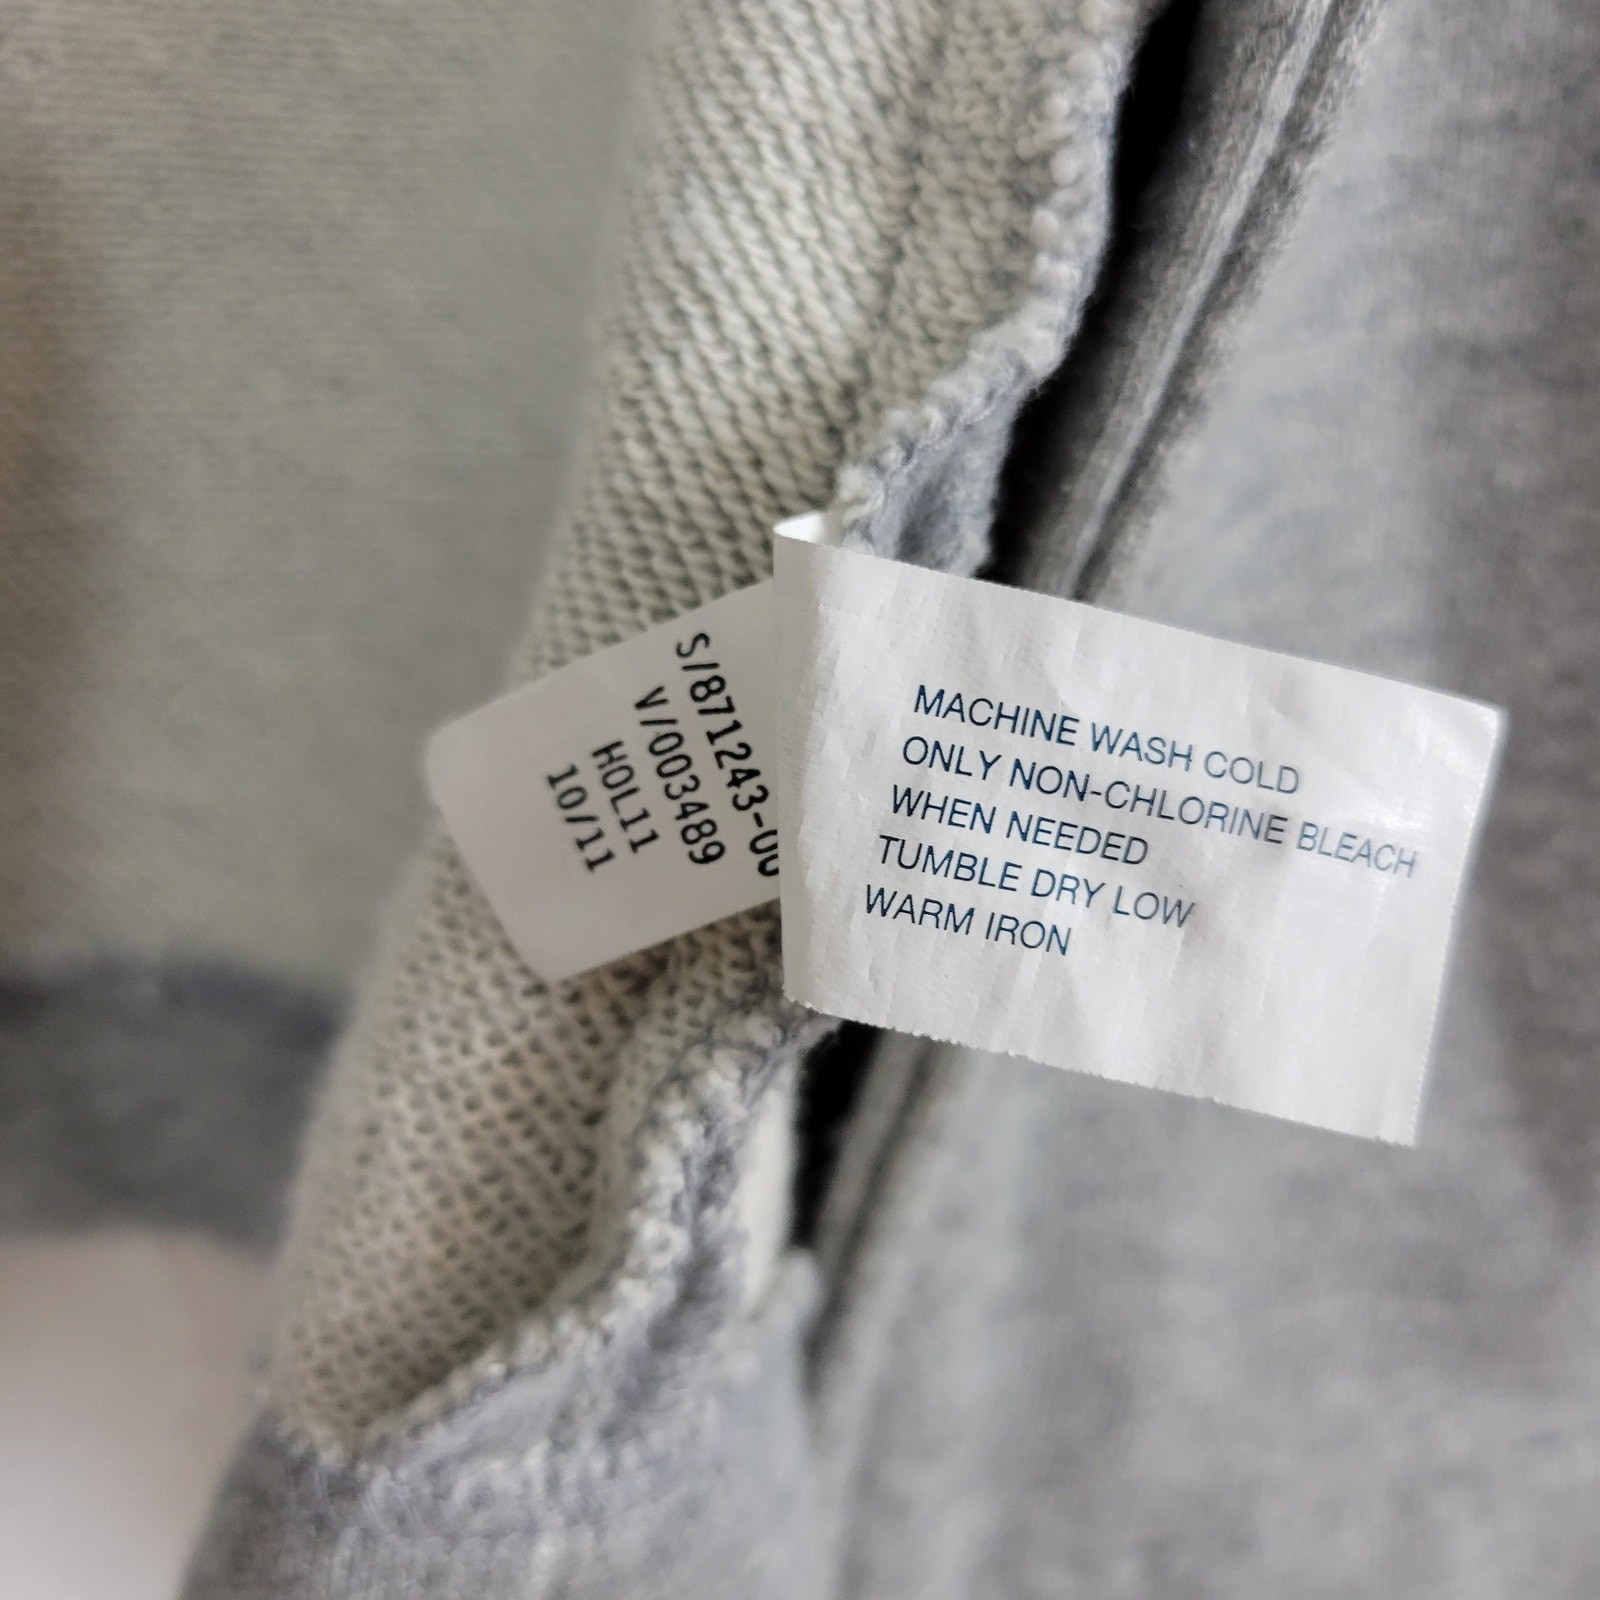 S/871243-00
V/003489
HOL11
10/11
MACHINE WASH COLD
ONLY NON-CHLORINE BLEACH
WHEN NEEDED
TUMBLE DRY LOW
WARM IRON